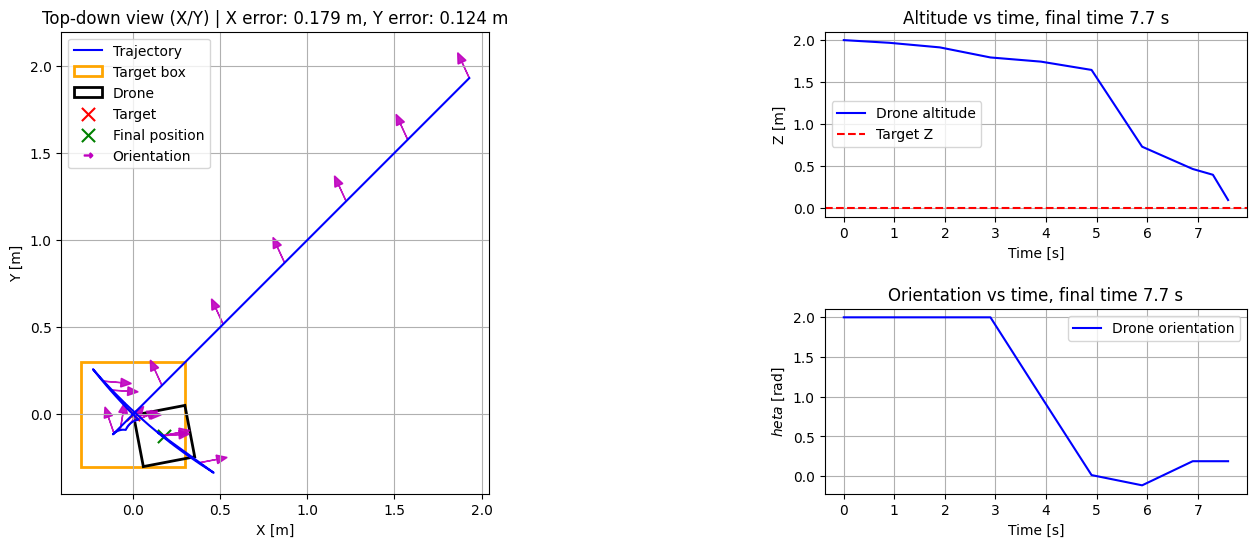 Top-down view (X/Y) | X error: 0.179 m, Y error: 0.124 m
Trajectory
Target box
Drone
Target
Final position
Orientation
Y [m]
2.0
1.5
1.0
0.5
0.0
0.0 0.5 1.0 1.5 2.0
X [m]
Altitude vs time, final time 7.7 s
Drone altitude
Target Z
Z [m]
2.0
1.5
1.0
0.5
0.0
0 1 2 3 4 5 6 7
Time [s]
Orientation vs time, final time 7.7 s
Drone orientation
heta [rad]
2.0
1.5
1.0
0.5
0.0
0 1 2 3 4 5 6 7
Time [s]